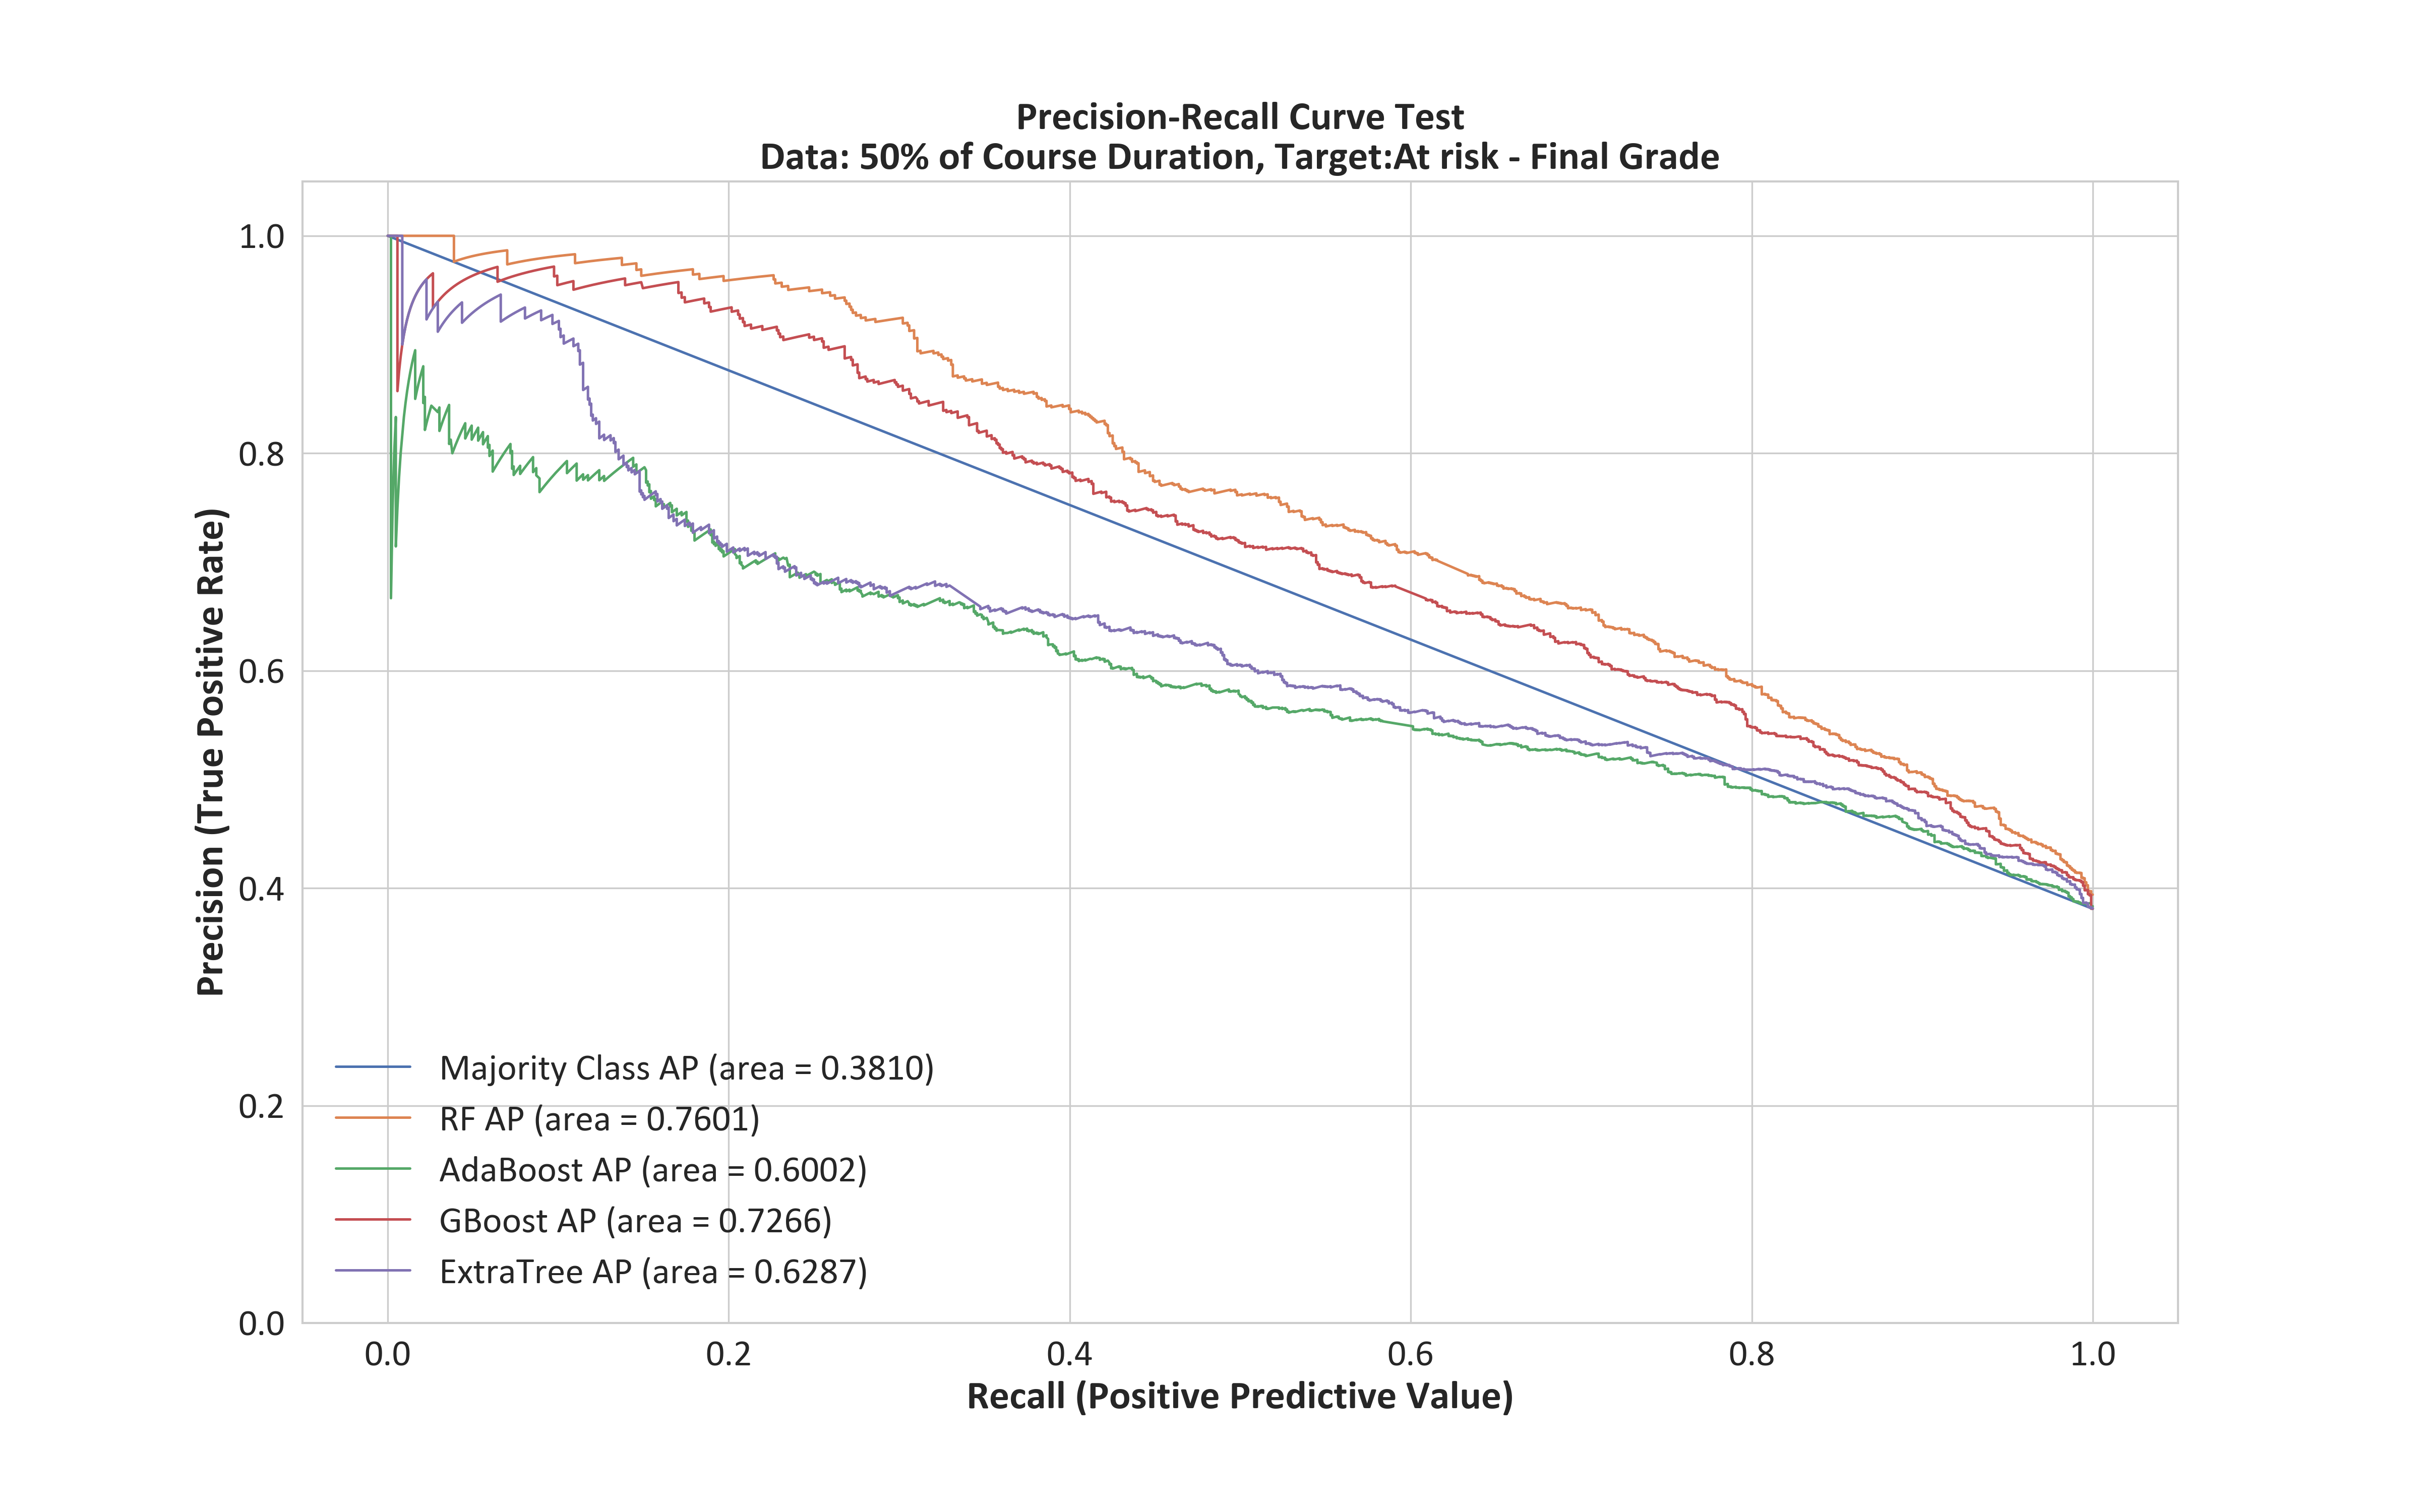 Precision-Recall Curve Test
Data: 50% of Course Duration, Target:At risk - Final Grade
Precision (True Positive Rate)
1.0
0.8
0.6
0.4
0.2
0.0
Majority Class AP (area = 0.3810)
RF AP (area = 0.7601)
AdaBoost AP (area = 0.6002)
GBoost AP (area = 0.7266)
ExtraTree AP (area = 0.6287)
0.0 0.2 0.4 0.6 0.8 1.0
Recall (Positive Predictive Value)